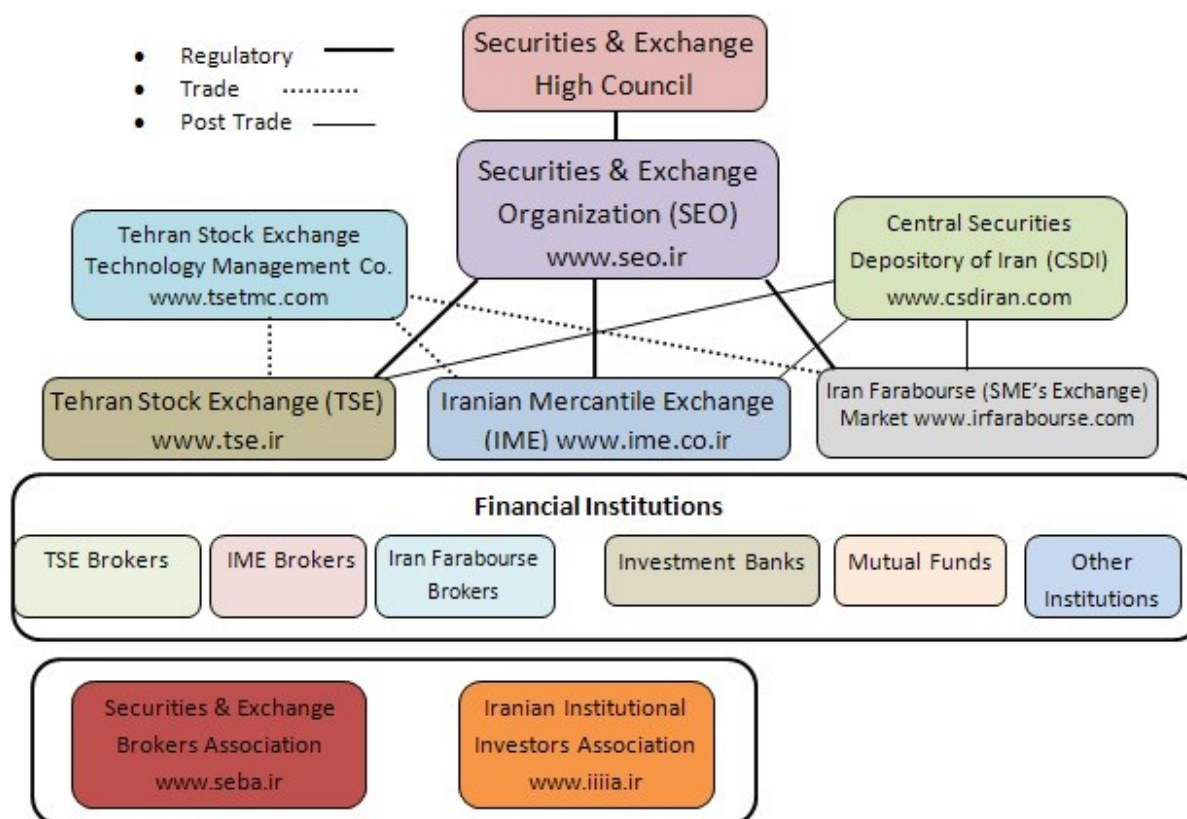 Regulatory
Trade
Post Trade
Securities & Exchange
High Council
Securities & Exchange
Organization (SEO)
www.seo.ir
Tehran Stock Exchange
Technology Management Co.
www.tsetmc.com
Central Securities
Depository of Iran (CSDI)
www.csdiran.com
Tehran Stock Exchange (TSE)
www.tse.ir
Iranian Mercantile Exchange
(IME) www.ime.co.ir
Iran Farabourse (SME's Exchange)
Market www.irfarabourse.com
Financial Institutions
TSE Brokers
IME Brokers
Iran Farabourse
Brokers
Investment Banks
Mutual Funds
Other
Institutions
Securities & Exchange
Brokers Association
www.seba.ir
Iranian Institutional
Investors Association
www.iiiia.ir